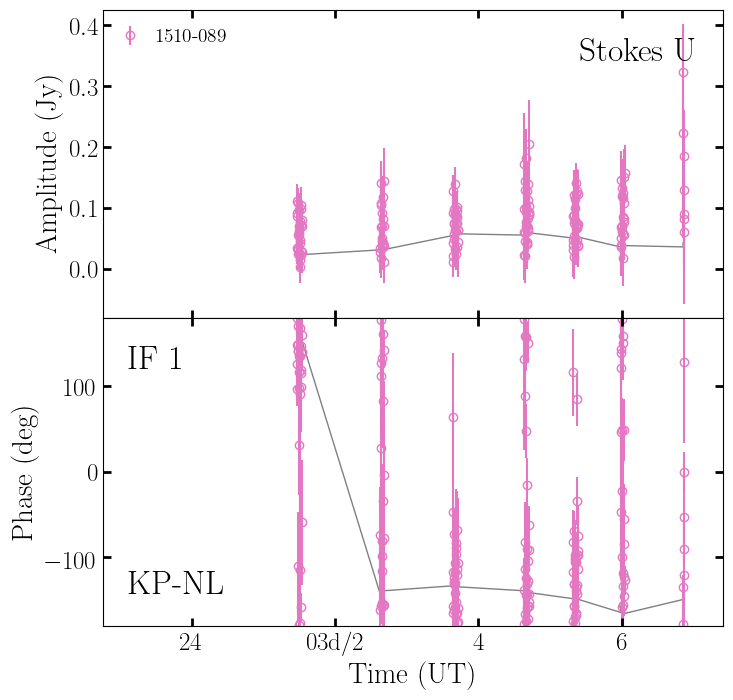 1510-089
Stokes U
0.4
0.3
0.2
0.1
0.0
Amplitude (Jy)
IF 1
100
0
−100
Phase (deg)
KP-NL
24
03d/2
4
6
Time (UT)